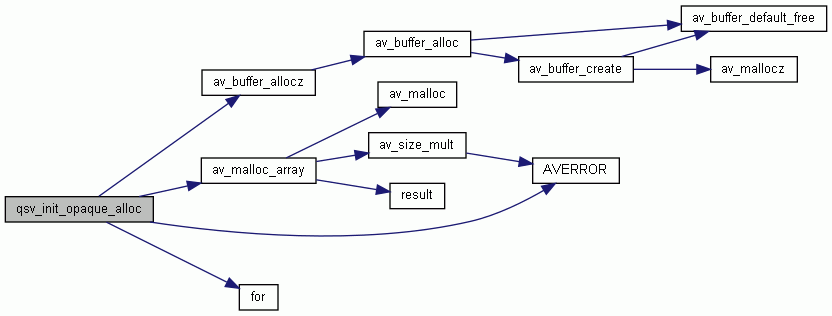 av_buffer_default_free
av_buffer_alloc
av_buffer_create
av_mallocz
av_buffer_allocz
av_malloc
av_size_mult
av_malloc_array
AVERROR
result
qsv_init_opaque_alloc
for